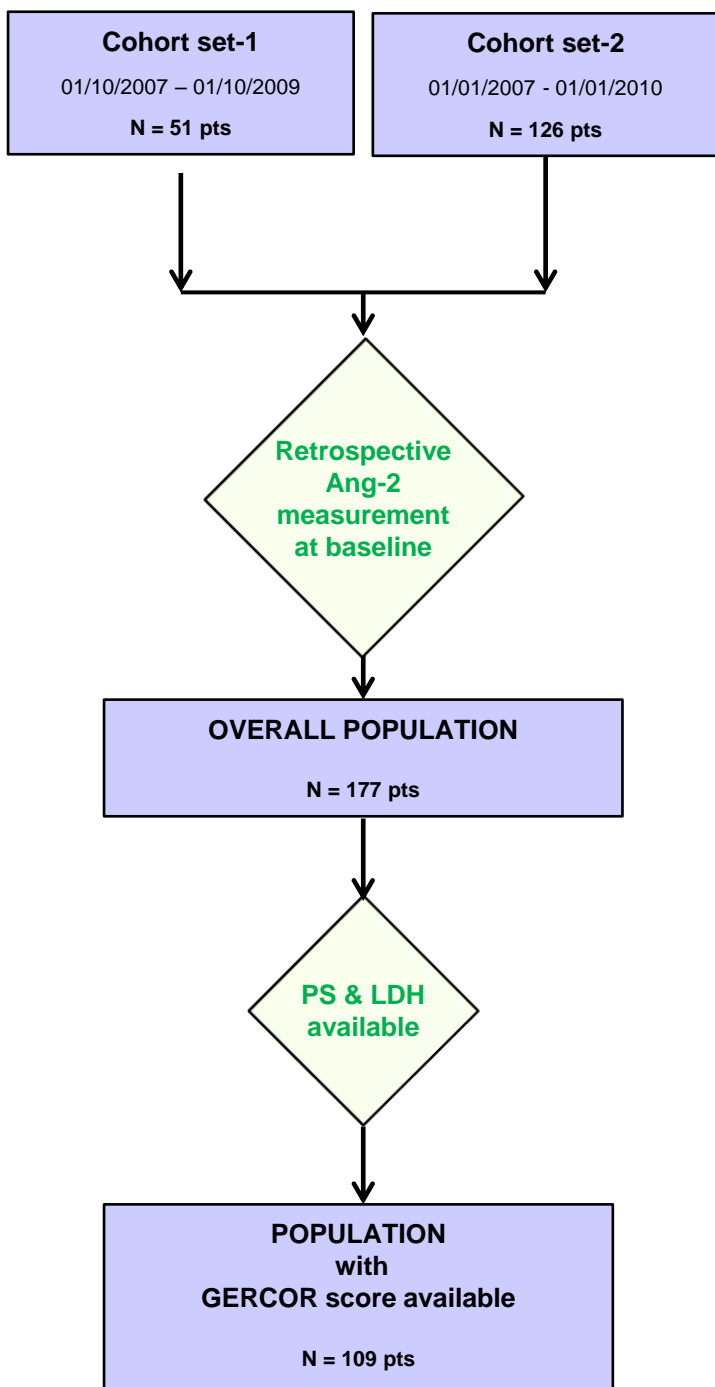 Cohort set-1
01/10/2007 – 01/10/2009
N = 51 pts
Cohort set-2
01/01/2007 - 01/01/2010
N = 126 pts
Retrospective
Ang-2
measurement
at baseline
OVERALL POPULATION
N = 177 pts
PS & LDH
available
POPULATION
with
GERCOR score available
N = 109 pts